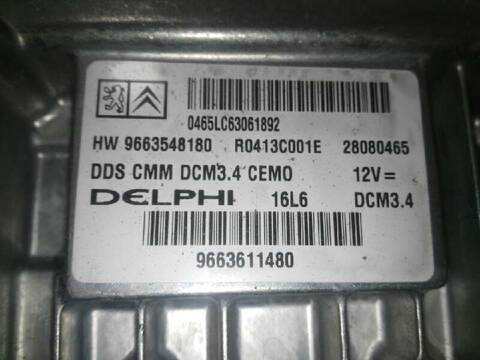 0465LC63061892
HW 9663548180 R0413C001E 28080465
DDS CMM DCM3.4 CEMO 12V=
DELPHI 16L6 DCM3.4
9663611480